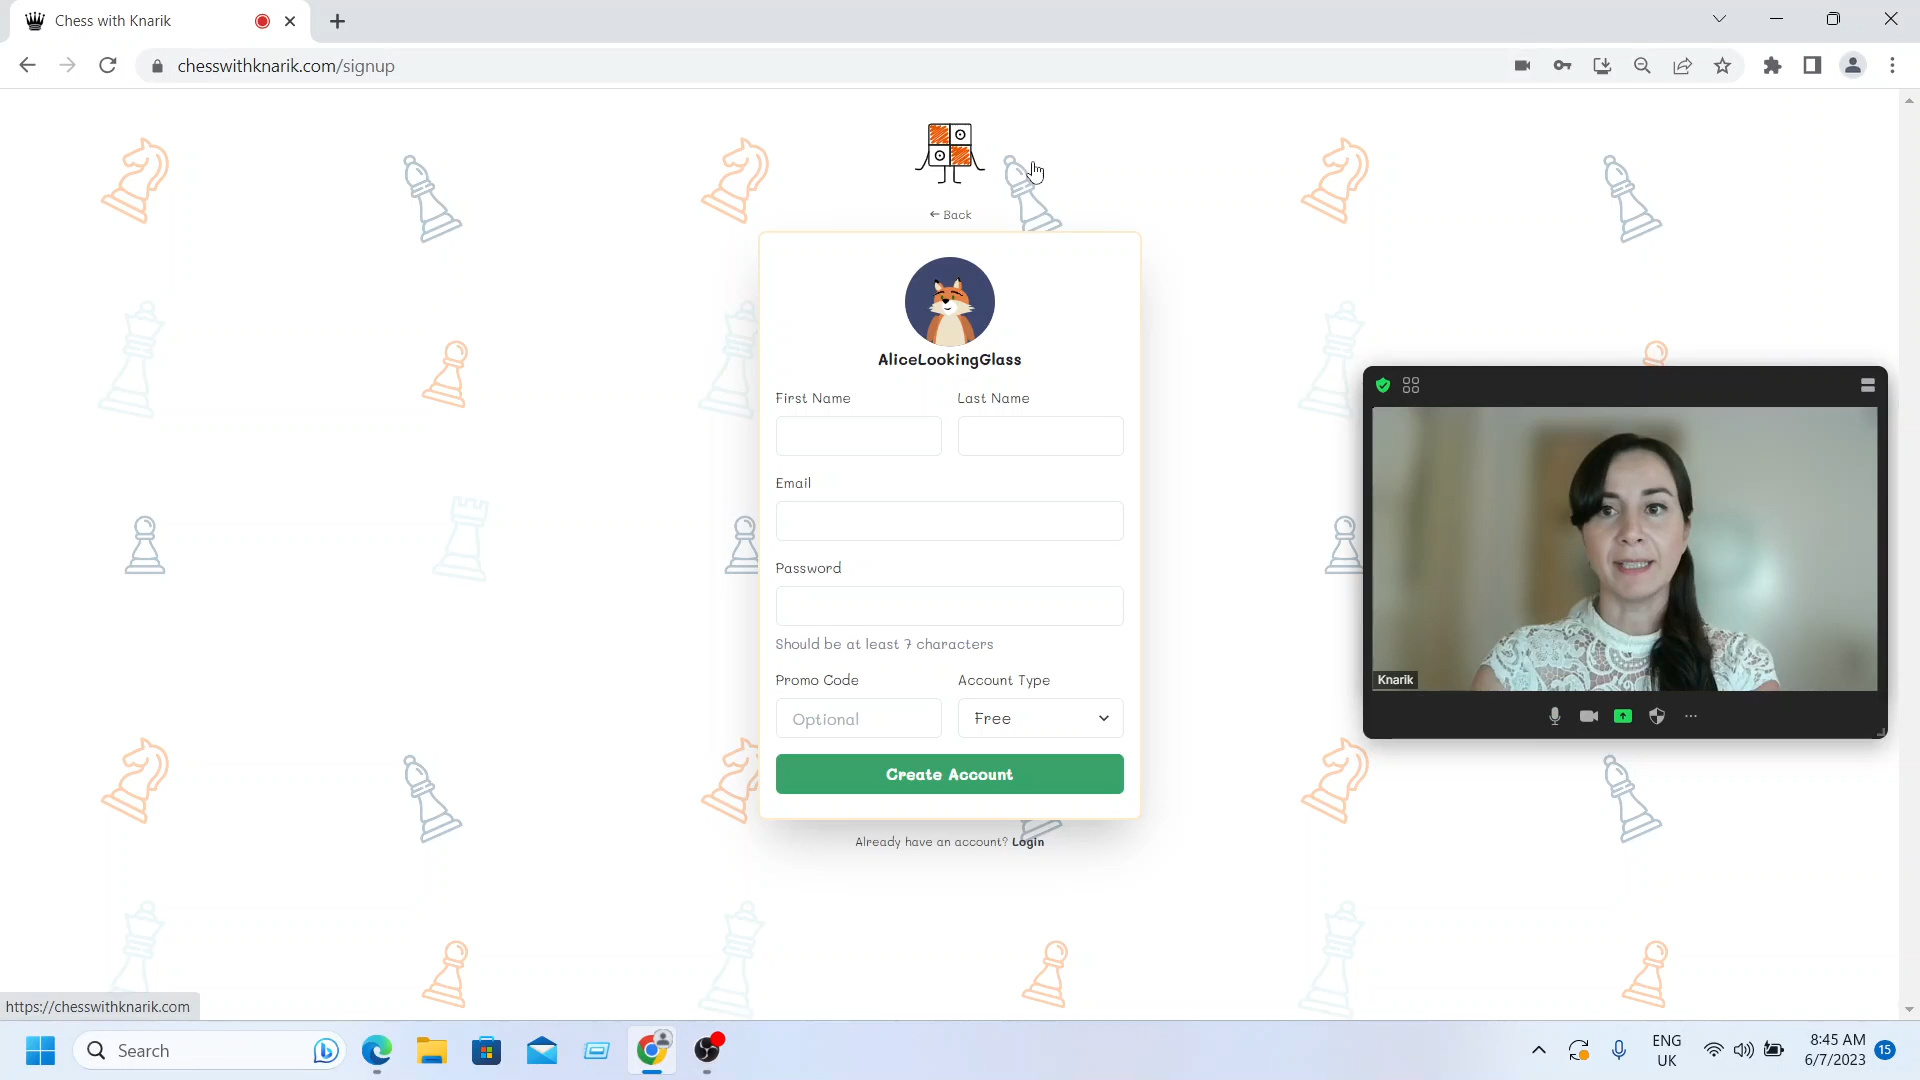 Chess with Knarik
chesswithknarik.com/signup
← Back
AliceLookingGlass
First Name
Last Name
Email
Password
Should be at least 7 characters
Promo Code
Account Type
Optional
Free
Create Account
Already have an account? Login
Knarik
https://chesswithknarik.com
Search
ENG
UK
8:45 AM
6/7/2023
15